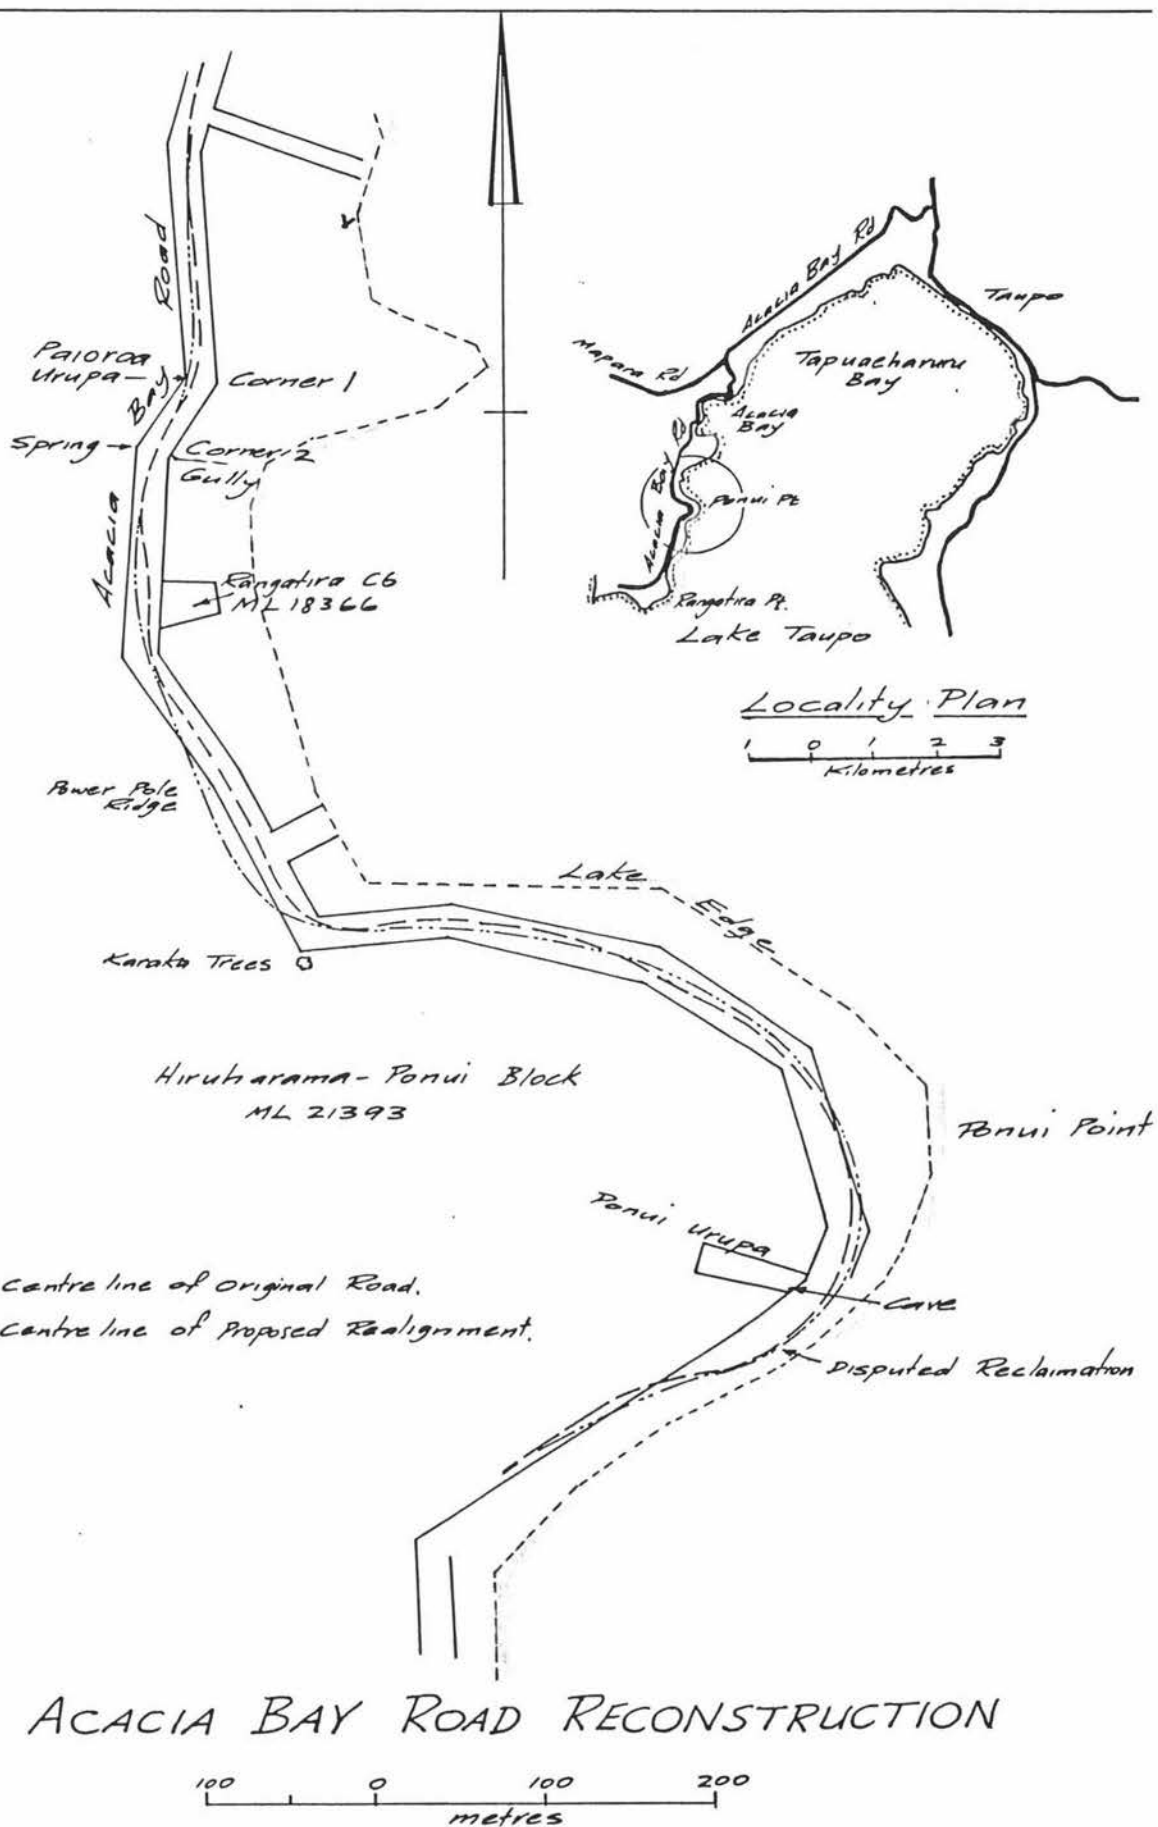 Acacia Bay Road
Paioroa
Urupa
Corner 1
Spring
Corner 2
Gully
Rangatira C6
ML 18366
Power Pole
Ridge
Karaka Trees
Hiruharama - Ponui Block
ML 21393
Lake Edge
Ponui Point
Ponui Urupa
Cave
Disputed Reclaimation
Centre line of Original Road.
Centre line of Proposed Realignment.
Acacia Bay Rd
Taupo
Mapara Rd
Tapuaeharuru
Bay
Acacia
Bay
Acacia Bay
Ponui Pt
Rangatira Pt.
Lake Taupo
Locality Plan
1 0 1 2 3
Kilometres
ACACIA BAY ROAD RECONSTRUCTION
100 0 100 200
metres